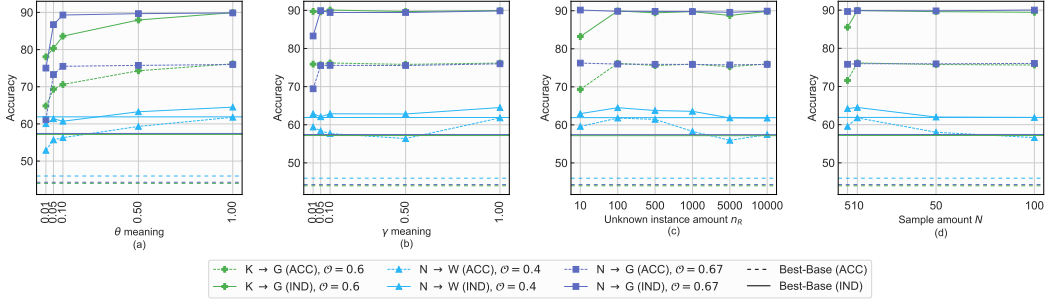 Accuracy
90
80
70
60
50
0.01
0.05
0.10
0.50
1.00
θ meaning
(a)
Accuracy
90
80
70
60
50
0.01
0.05
0.10
0.50
1.00
γ meaning
(b)
Accuracy
90
80
70
60
50
10 100 500 1000 5000 10000
Unknown instance amount n_R
(c)
Accuracy
90
80
70
60
50
510 50 100
Sample amount N
(d)
K → G (ACC), 𝒪 = 0.6 N → W (ACC), 𝒪 = 0.4 N → G (ACC), 𝒪 = 0.67 Best-Base (ACC)
K → G (IND), 𝒪 = 0.6 N → W (IND), 𝒪 = 0.4 N → G (IND), 𝒪 = 0.67 Best-Base (IND)